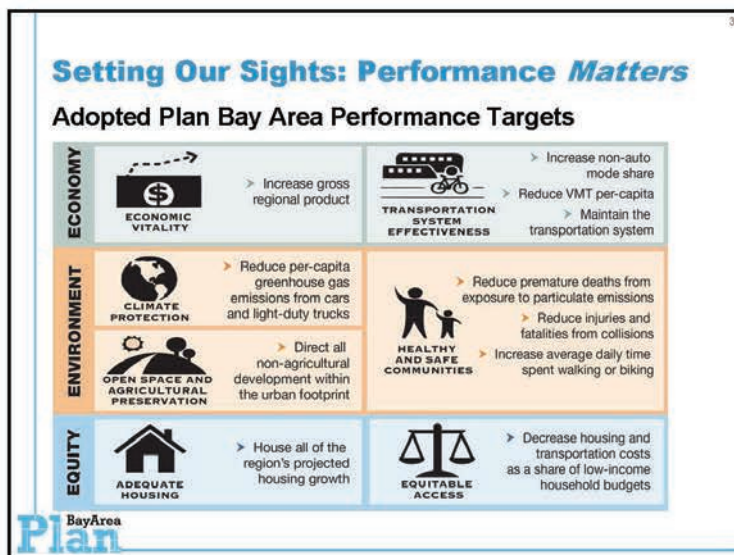 3
Setting Our Sights: Performance Matters
Adopted Plan Bay Area Performance Targets
ECONOMY
$
ECONOMIC
VITALITY
➤ Increase gross
regional product
TRANSPORTATION
SYSTEM
EFFECTIVENESS
➤ Increase non-auto
mode share
➤ Reduce VMT per-capita
➤ Maintain the
transportation system
ENVIRONMENT
CLIMATE
PROTECTION
➤ Reduce per-capita
greenhouse gas
emissions from cars
and light-duty trucks
OPEN SPACE AND
AGRICULTURAL
PRESERVATION
➤ Direct all
non-agricultural
development within
the urban footprint
HEALTHY
AND SAFE
COMMUNITIES
➤ Reduce premature deaths from
exposure to particulate emissions
➤ Reduce injuries and
fatalities from collisions
➤ Increase average daily time
spent walking or biking
EQUITY
ADEQUATE
HOUSING
➤ House all of the
region's projected
housing growth
EQUITABLE
ACCESS
➤ Decrease housing and
transportation costs
as a share of low-income
household budgets
BayArea
Plan